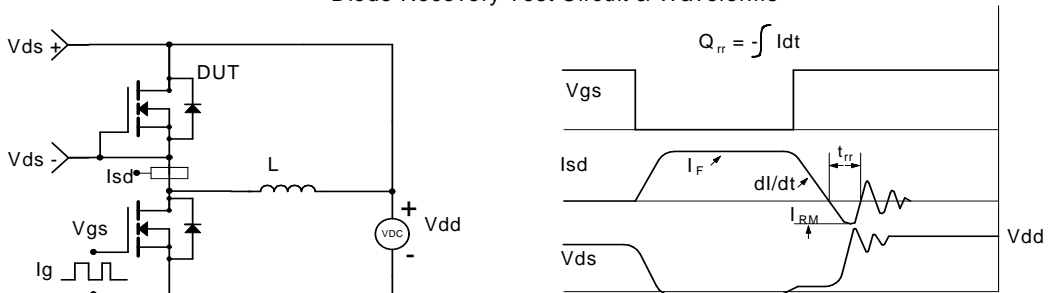 Diode Recovery Test Circuit & Waveforms
Vds +
DUT
Vds -
Isd
L
Vgs
Ig
+
VDC
-
Vdd
Q rr = - ∫ Idt
Vgs
Isd
I F
dI/dt
t rr
I RM
Vds
Vdd